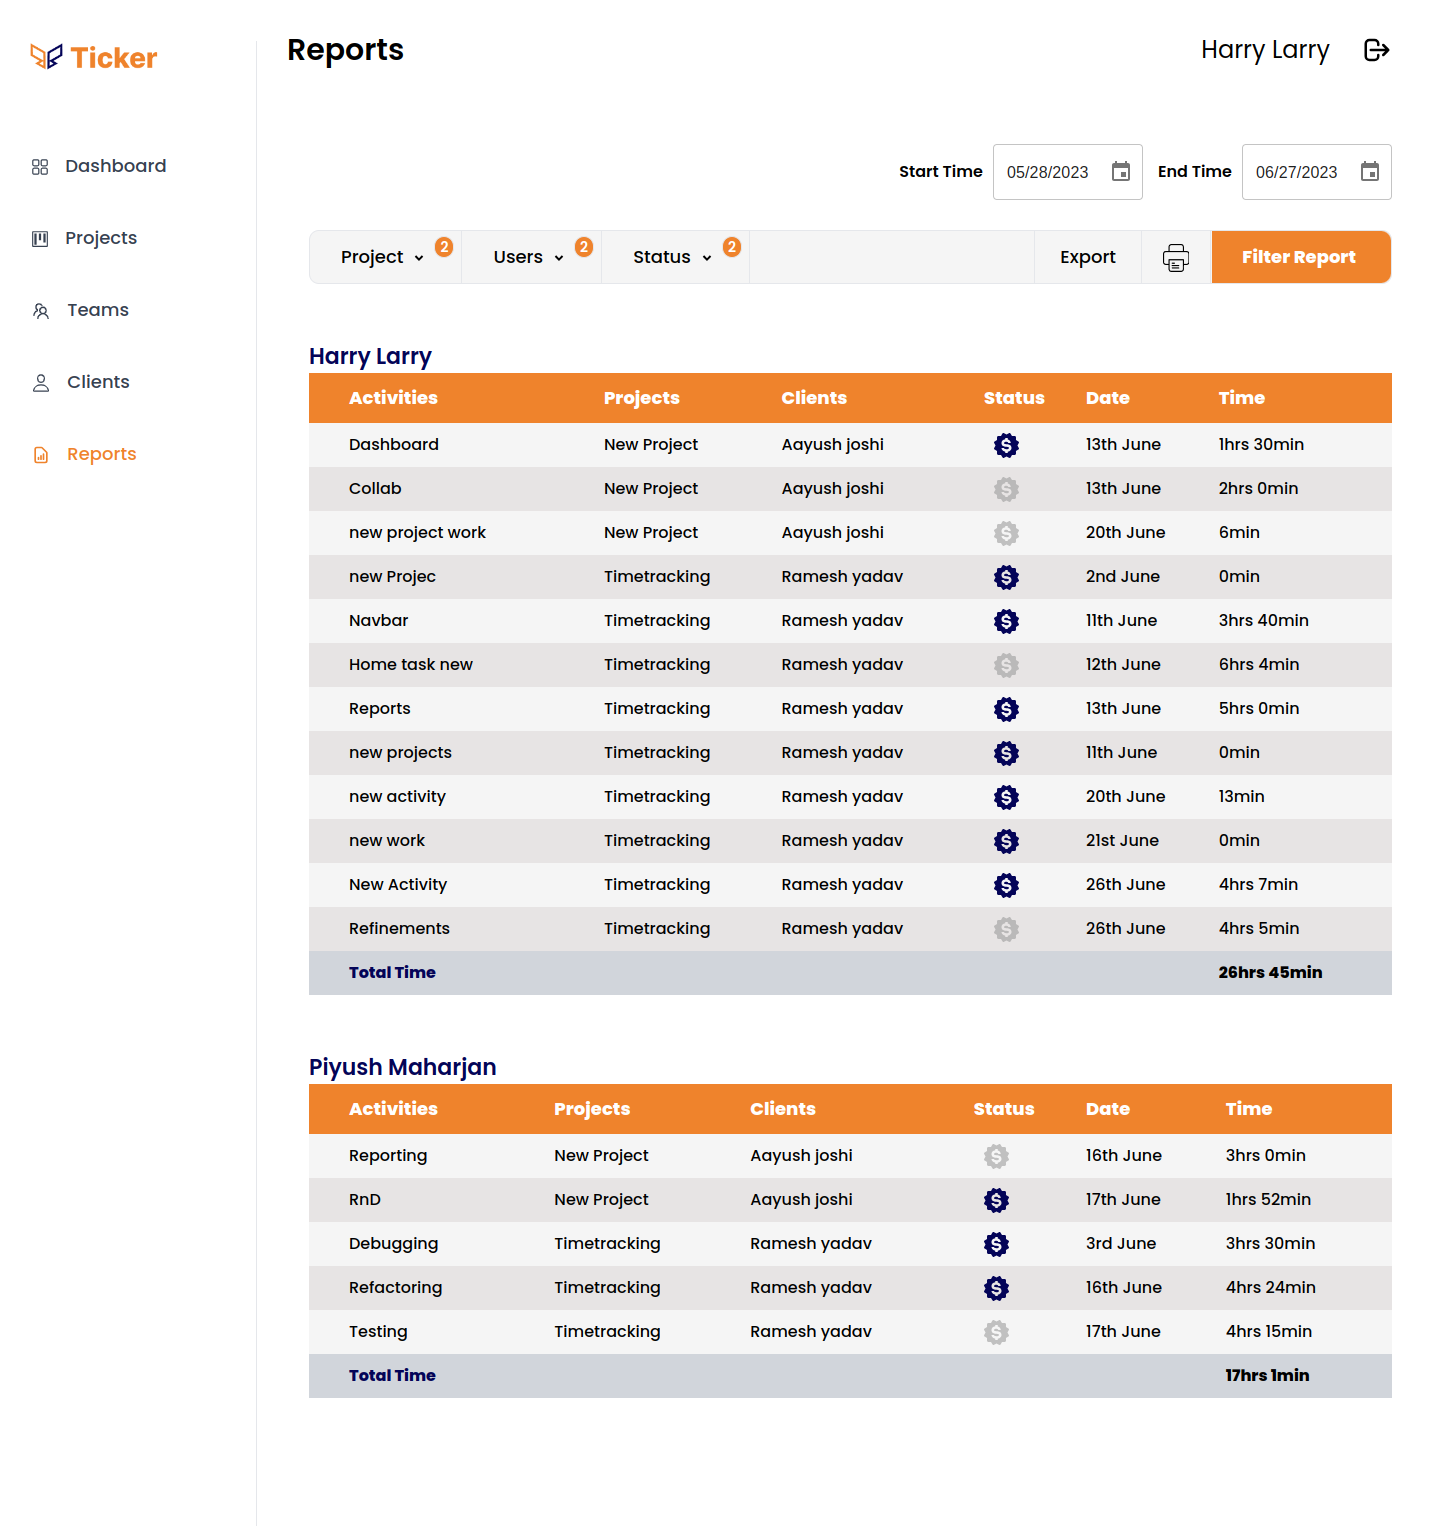 Ticker
Reports
Harry Larry
Dashboard
Projects
Teams
Clients
Reports
Start Time 05/28/2023 End Time 06/27/2023
Project 2 Users 2 Status 2 Export Filter Report
Harry Larry
Activities Projects Clients Status Date Time
Dashboard New Project Aayush joshi $ 13th June 1hrs 30min
Collab New Project Aayush joshi $ 13th June 2hrs 0min
new project work New Project Aayush joshi $ 20th June 6min
new Projec Timetracking Ramesh yadav $ 2nd June 0min
Navbar Timetracking Ramesh yadav $ 11th June 3hrs 40min
Home task new Timetracking Ramesh yadav $ 12th June 6hrs 4min
Reports Timetracking Ramesh yadav $ 13th June 5hrs 0min
new projects Timetracking Ramesh yadav $ 11th June 0min
new activity Timetracking Ramesh yadav $ 20th June 13min
new work Timetracking Ramesh yadav $ 21st June 0min
New Activity Timetracking Ramesh yadav $ 26th June 4hrs 7min
Refinements Timetracking Ramesh yadav $ 26th June 4hrs 5min
Total Time 26hrs 45min
Piyush Maharjan
Activities Projects Clients Status Date Time
Reporting New Project Aayush joshi $ 16th June 3hrs 0min
RnD New Project Aayush joshi $ 17th June 1hrs 52min
Debugging Timetracking Ramesh yadav $ 3rd June 3hrs 30min
Refactoring Timetracking Ramesh yadav $ 16th June 4hrs 24min
Testing Timetracking Ramesh yadav $ 17th June 4hrs 15min
Total Time 17hrs 1min